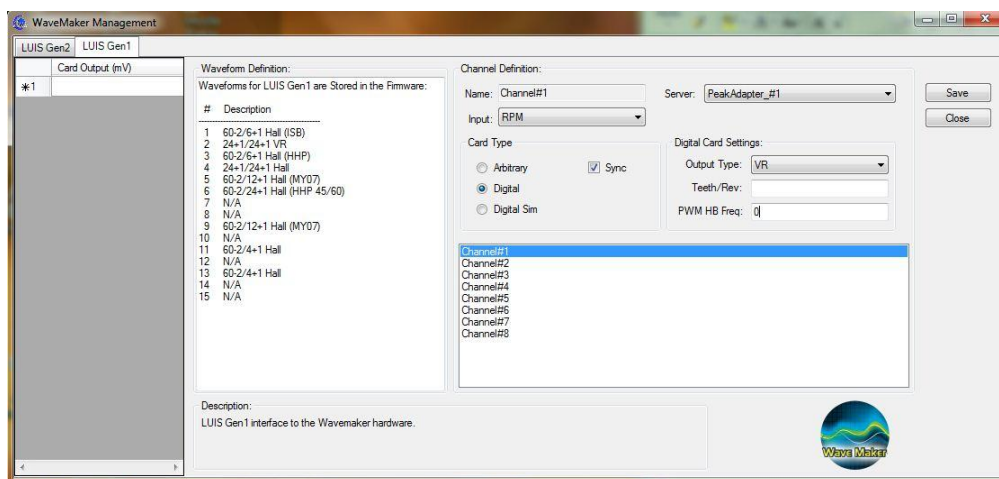 WaveMaker Management
LUIS Gen2 LUIS Gen1
Card Output (mV)
✳1
Waveform Definition:
Waveforms for LUIS Gen1 are Stored in the Firmware:
# Description
1 60-2/6+1 Hall (ISB)
2 24+1/24+1 VR
3 60-2/6+1 Hall (HHP)
4 24+1/24+1 Hall
5 60-2/12+1 Hall (MY07)
6 60-2/24+1 Hall (HHP 45/60)
7 N/A
8 N/A
9 60-2/12+1 Hall (MY07)
10 N/A
11 60-2/4+1 Hall
12 N/A
13 60-2/4+1 Hall
14 N/A
15 N/A
Channel Definition:
Name: Channel#1 Server: PeakAdapter_#1
Input: RPM
Card Type
Arbitrary Sync
Digital
Digital Sim
Digital Card Settings:
Output Type: VR
Teeth/Rev:
PWM HB Freq: 0
Channel#1
Channel#2
Channel#3
Channel#4
Channel#5
Channel#6
Channel#7
Channel#8
Save
Close
Description:
LUIS Gen1 interface to the Wavemaker hardware.
Wave Maker